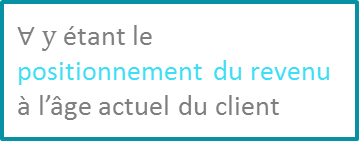 ∀ y étant le
positionnement du revenu
à l’âge actuel du client